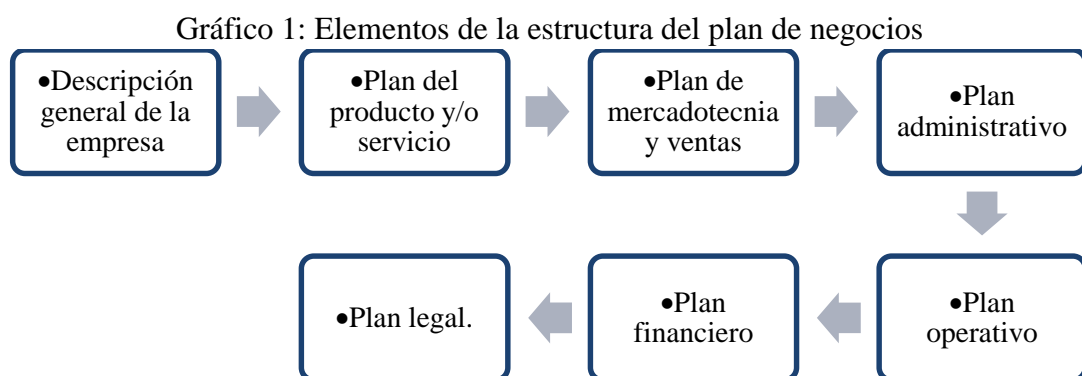 Gráfico 1: Elementos de la estructura del plan de negocios
•Descripción
general de la
empresa
•Plan del
producto y/o
servicio
•Plan de
mercadotecnia
y ventas
•Plan
administrativo
•Plan
operativo
•Plan
financiero
•Plan legal.